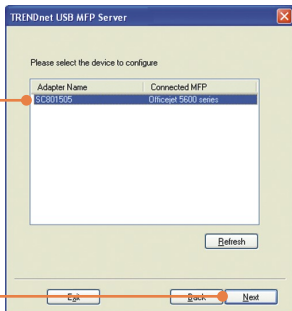 TRENDnet USB MFP Server
Please select the device to configure
Adapter Name Connected MFP
SC801505 Officejet 5600 series
Refresh
Exit Back Next